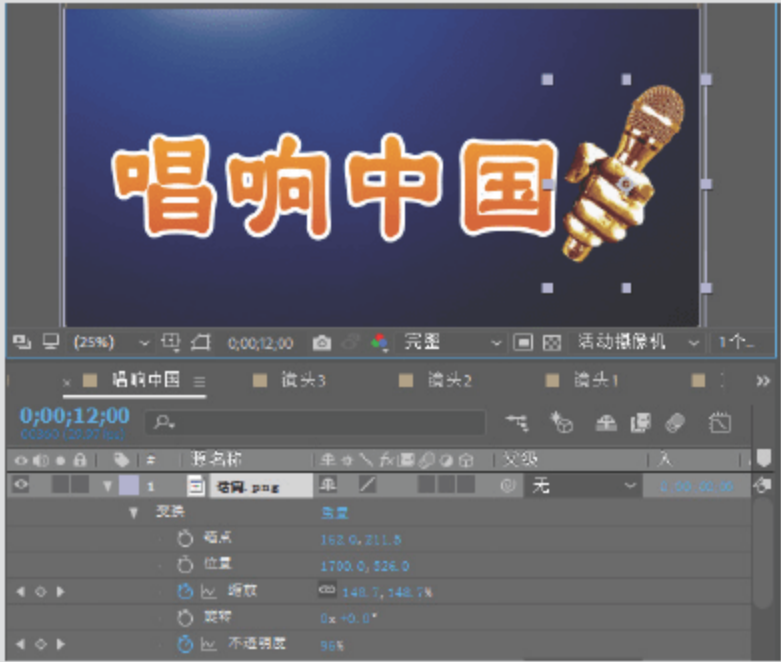 唱响中国
(25%) 0;00;12;00 完整 活动摄像机 1个...
唱响中国 镜头3 镜头2 镜头1
0;00;12;00
# 源名称 父级 入
1 话筒.png 无
变换 重置
锚点 162.0,211.5
位置 1700.0,526.0
缩放 148.7,148.7%
旋转 0x+0.0°
不透明度 96%